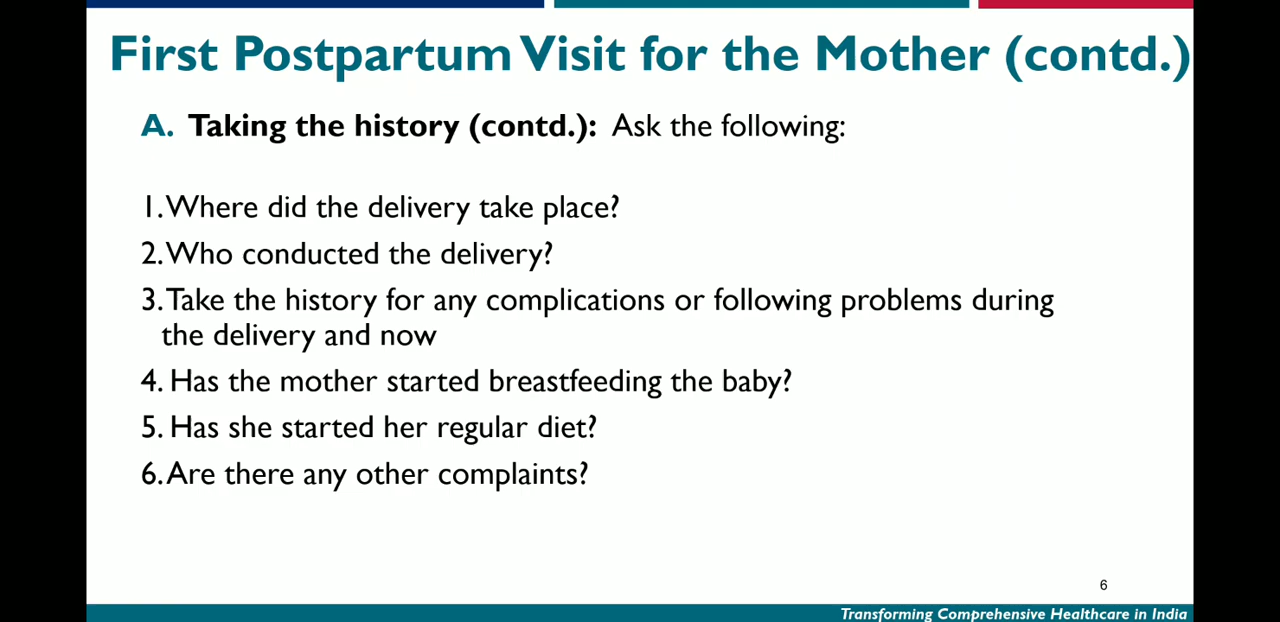 First Postpartum Visit for the Mother (contd.)
A. Taking the history (contd.): Ask the following:
1. Where did the delivery take place?
2. Who conducted the delivery?
3. Take the history for any complications or following problems during
the delivery and now
4. Has the mother started breastfeeding the baby?
5. Has she started her regular diet?
6. Are there any other complaints?
6
Transforming Comprehensive Healthcare in India